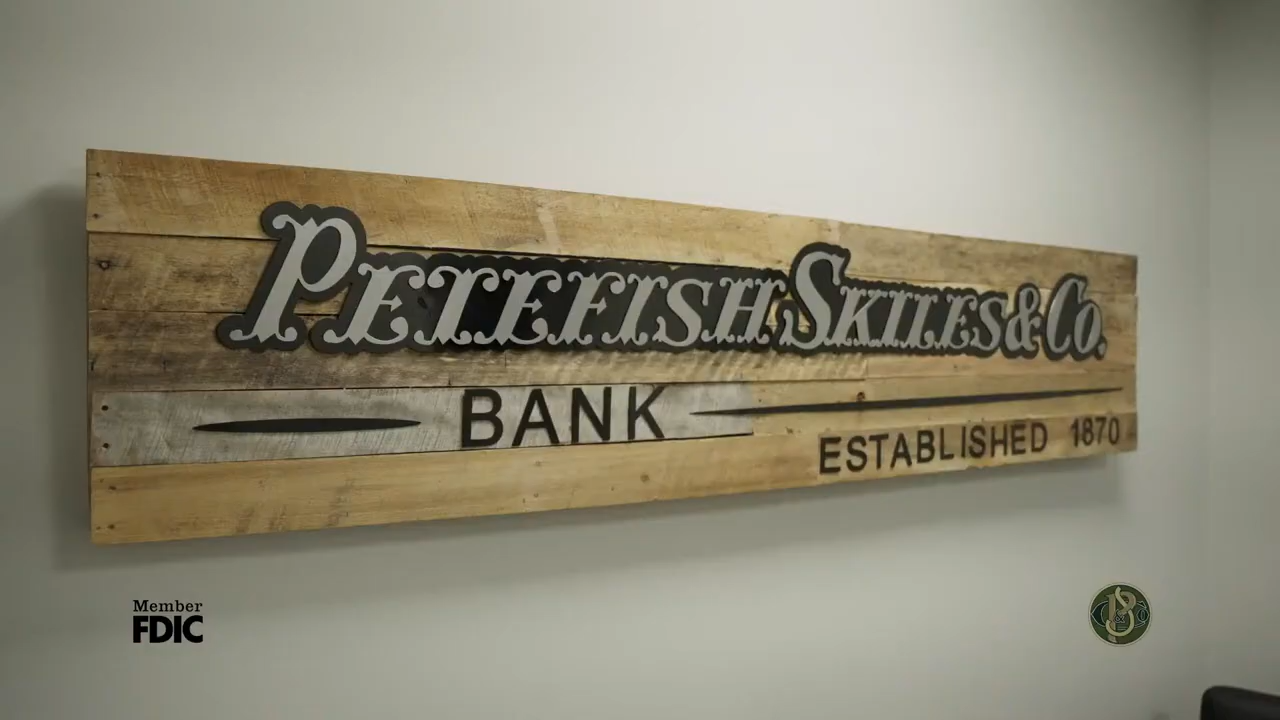 PETEFISH SKILES & CO.
BANK
ESTABLISHED 1870
Member
FDIC